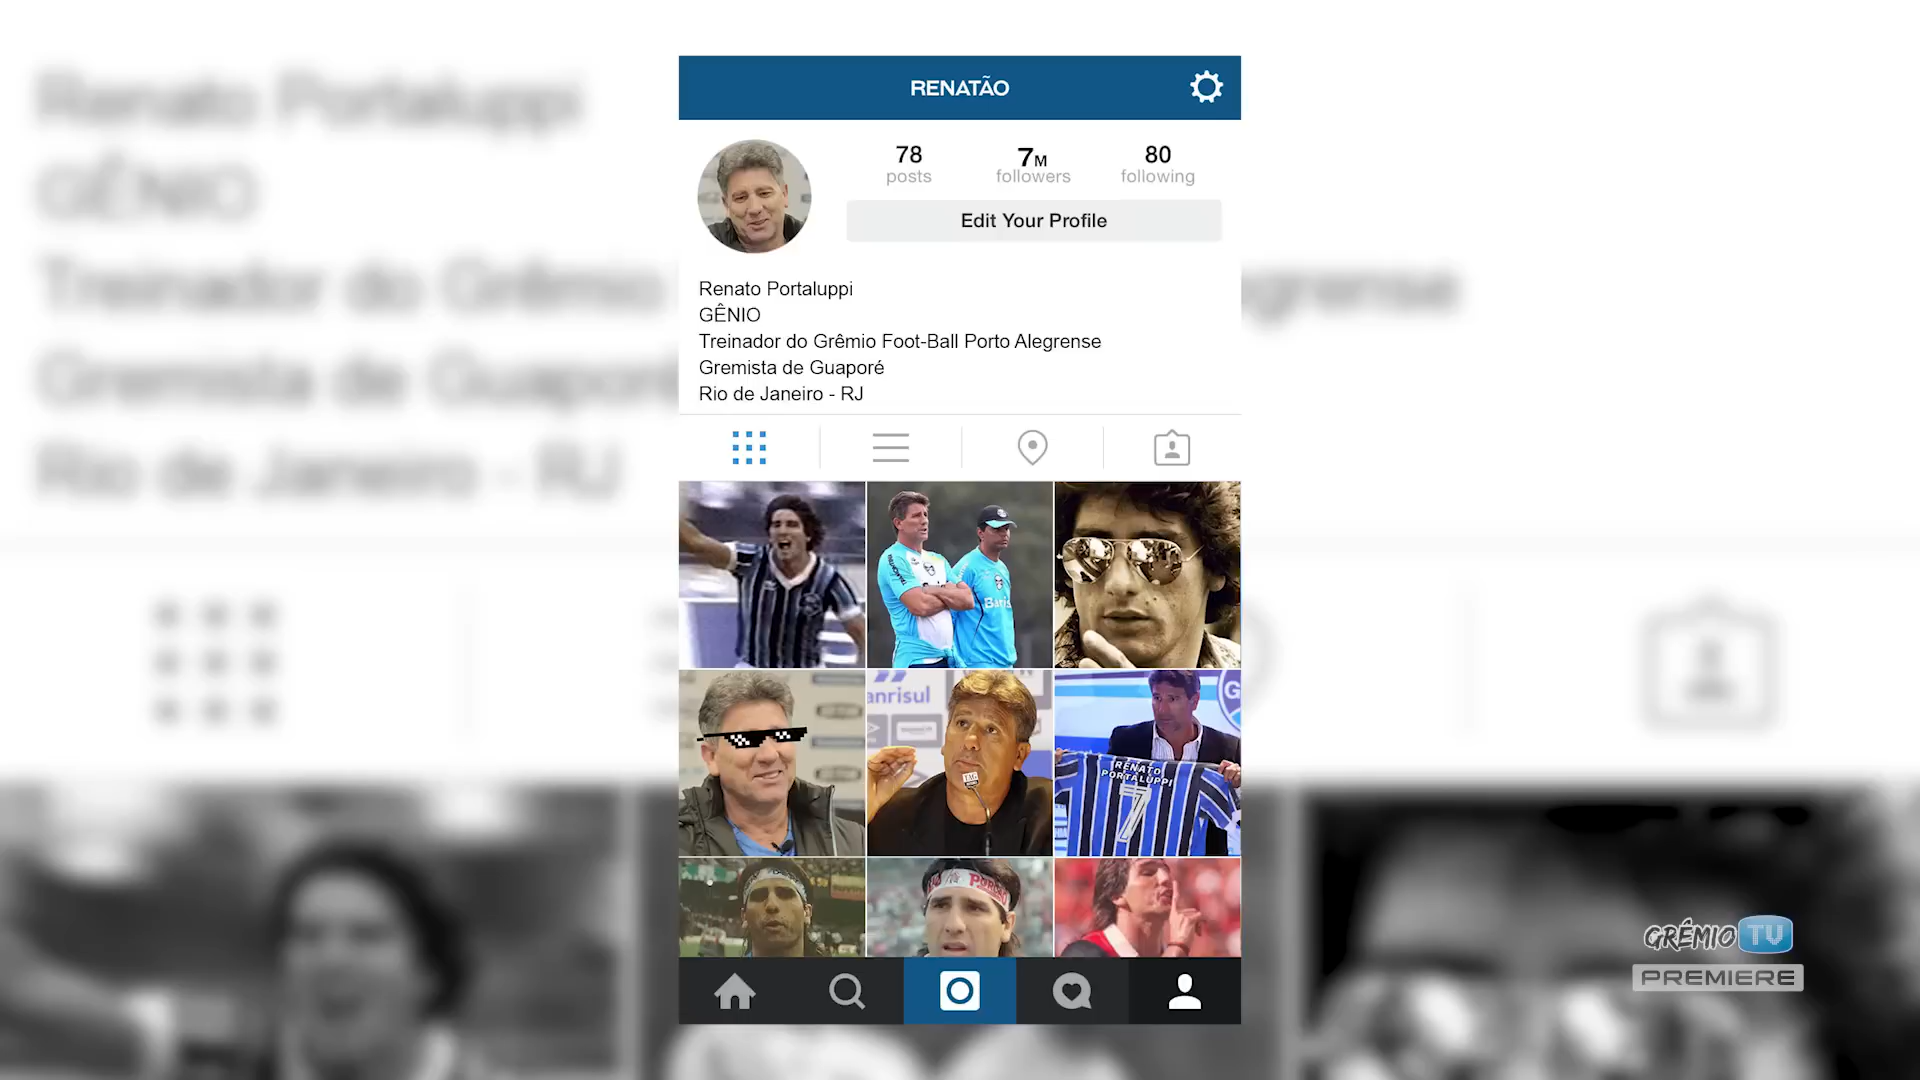 RENATÃO
78
posts
7M
followers
80
following
Edit Your Profile
Renato Portaluppi
GÊNIO
Treinador do Grêmio Foot-Ball Porto Alegrense
Gremista de Guaporé
Rio de Janeiro - RJ
anrisul
RENATO
PORTALUPPI
7
GRÊMIO TV
PREMIERE